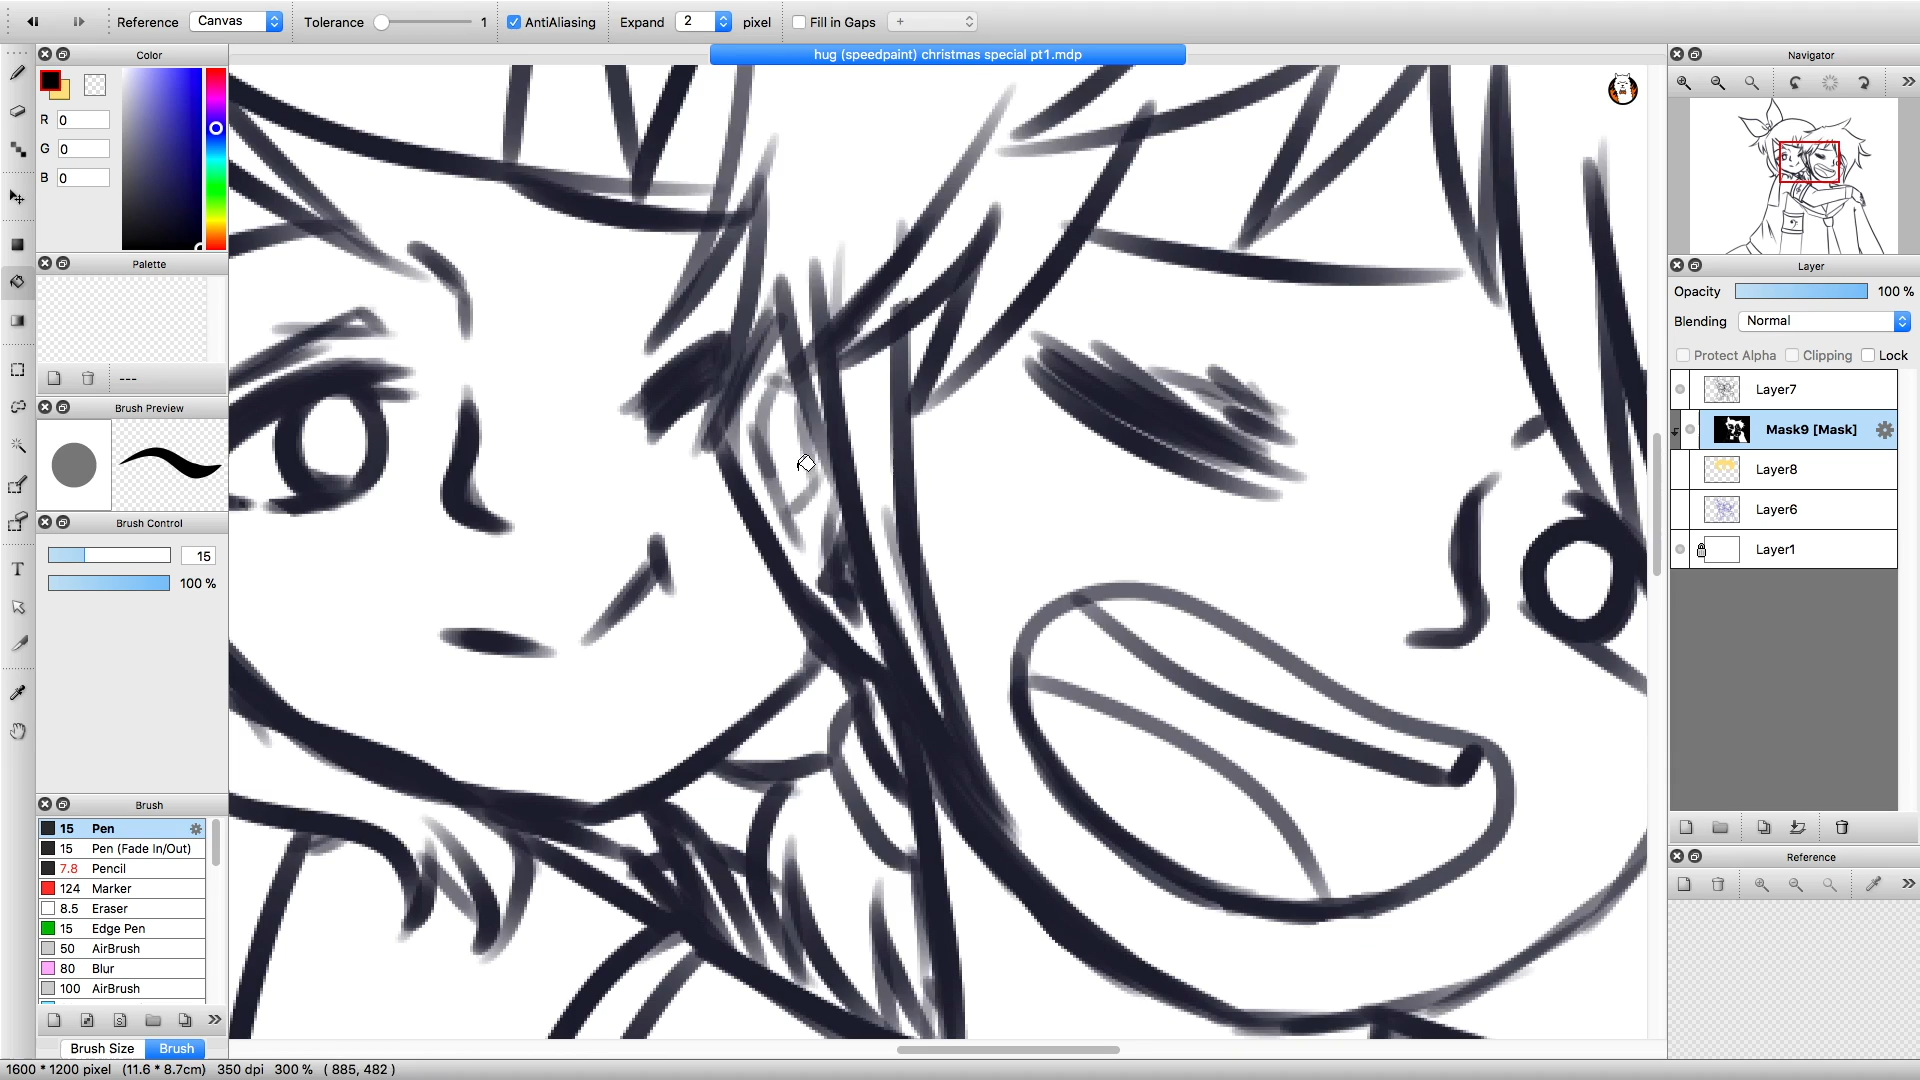 Reference Canvas Tolerance 1 AntiAliasing Expand 2 pixel Fill in Gaps +
Color
hug (speedpaint) christmas special pt1.mdp
Navigator
R 0
G 0
B 0
Palette
---
Brush Preview
Brush Control
15
100 %
T
Brush
15 Pen
15 Pen (Fade In/Out)
7.8 Pencil
124 Marker
8.5 Eraser
15 Edge Pen
50 AirBrush
80 Blur
100 AirBrush
Brush Size Brush
1600 * 1200 pixel (11.6 * 8.7cm) 350 dpi 300 % ( 885, 482 )
Layer
Opacity 100 %
Blending Normal
Protect Alpha Clipping Lock
Layer7
Mask9 [Mask]
Layer8
Layer6
Layer1
Reference